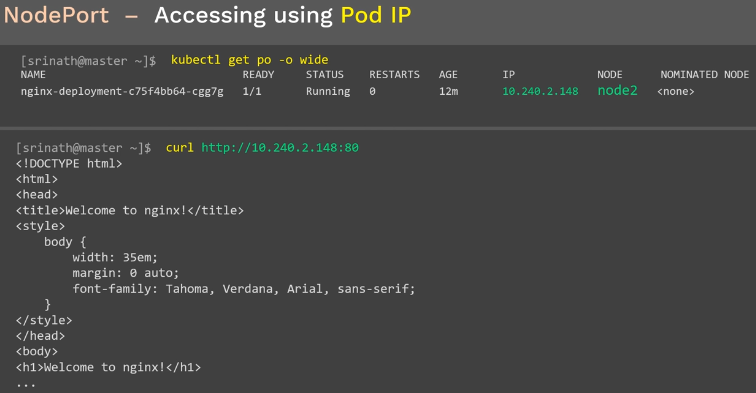 NodePort – Accessing using Pod IP
[srinath@master ~]$ kubectl get po -o wide
NAME READY STATUS RESTARTS AGE IP NODE NOMINATED NODE
nginx-deployment-c75f4bb64-cgg7g 1/1 Running 0 12m 10.240.2.148 node2 <none>
[srinath@master ~]$ curl http://10.240.2.148:80
<!DOCTYPE html>
<html>
<head>
<title>Welcome to nginx!</title>
<style>
    body {
        width: 35em;
        margin: 0 auto;
        font-family: Tahoma, Verdana, Arial, sans-serif;
    }
</style>
</head>
<body>
<h1>Welcome to nginx!</h1>
...